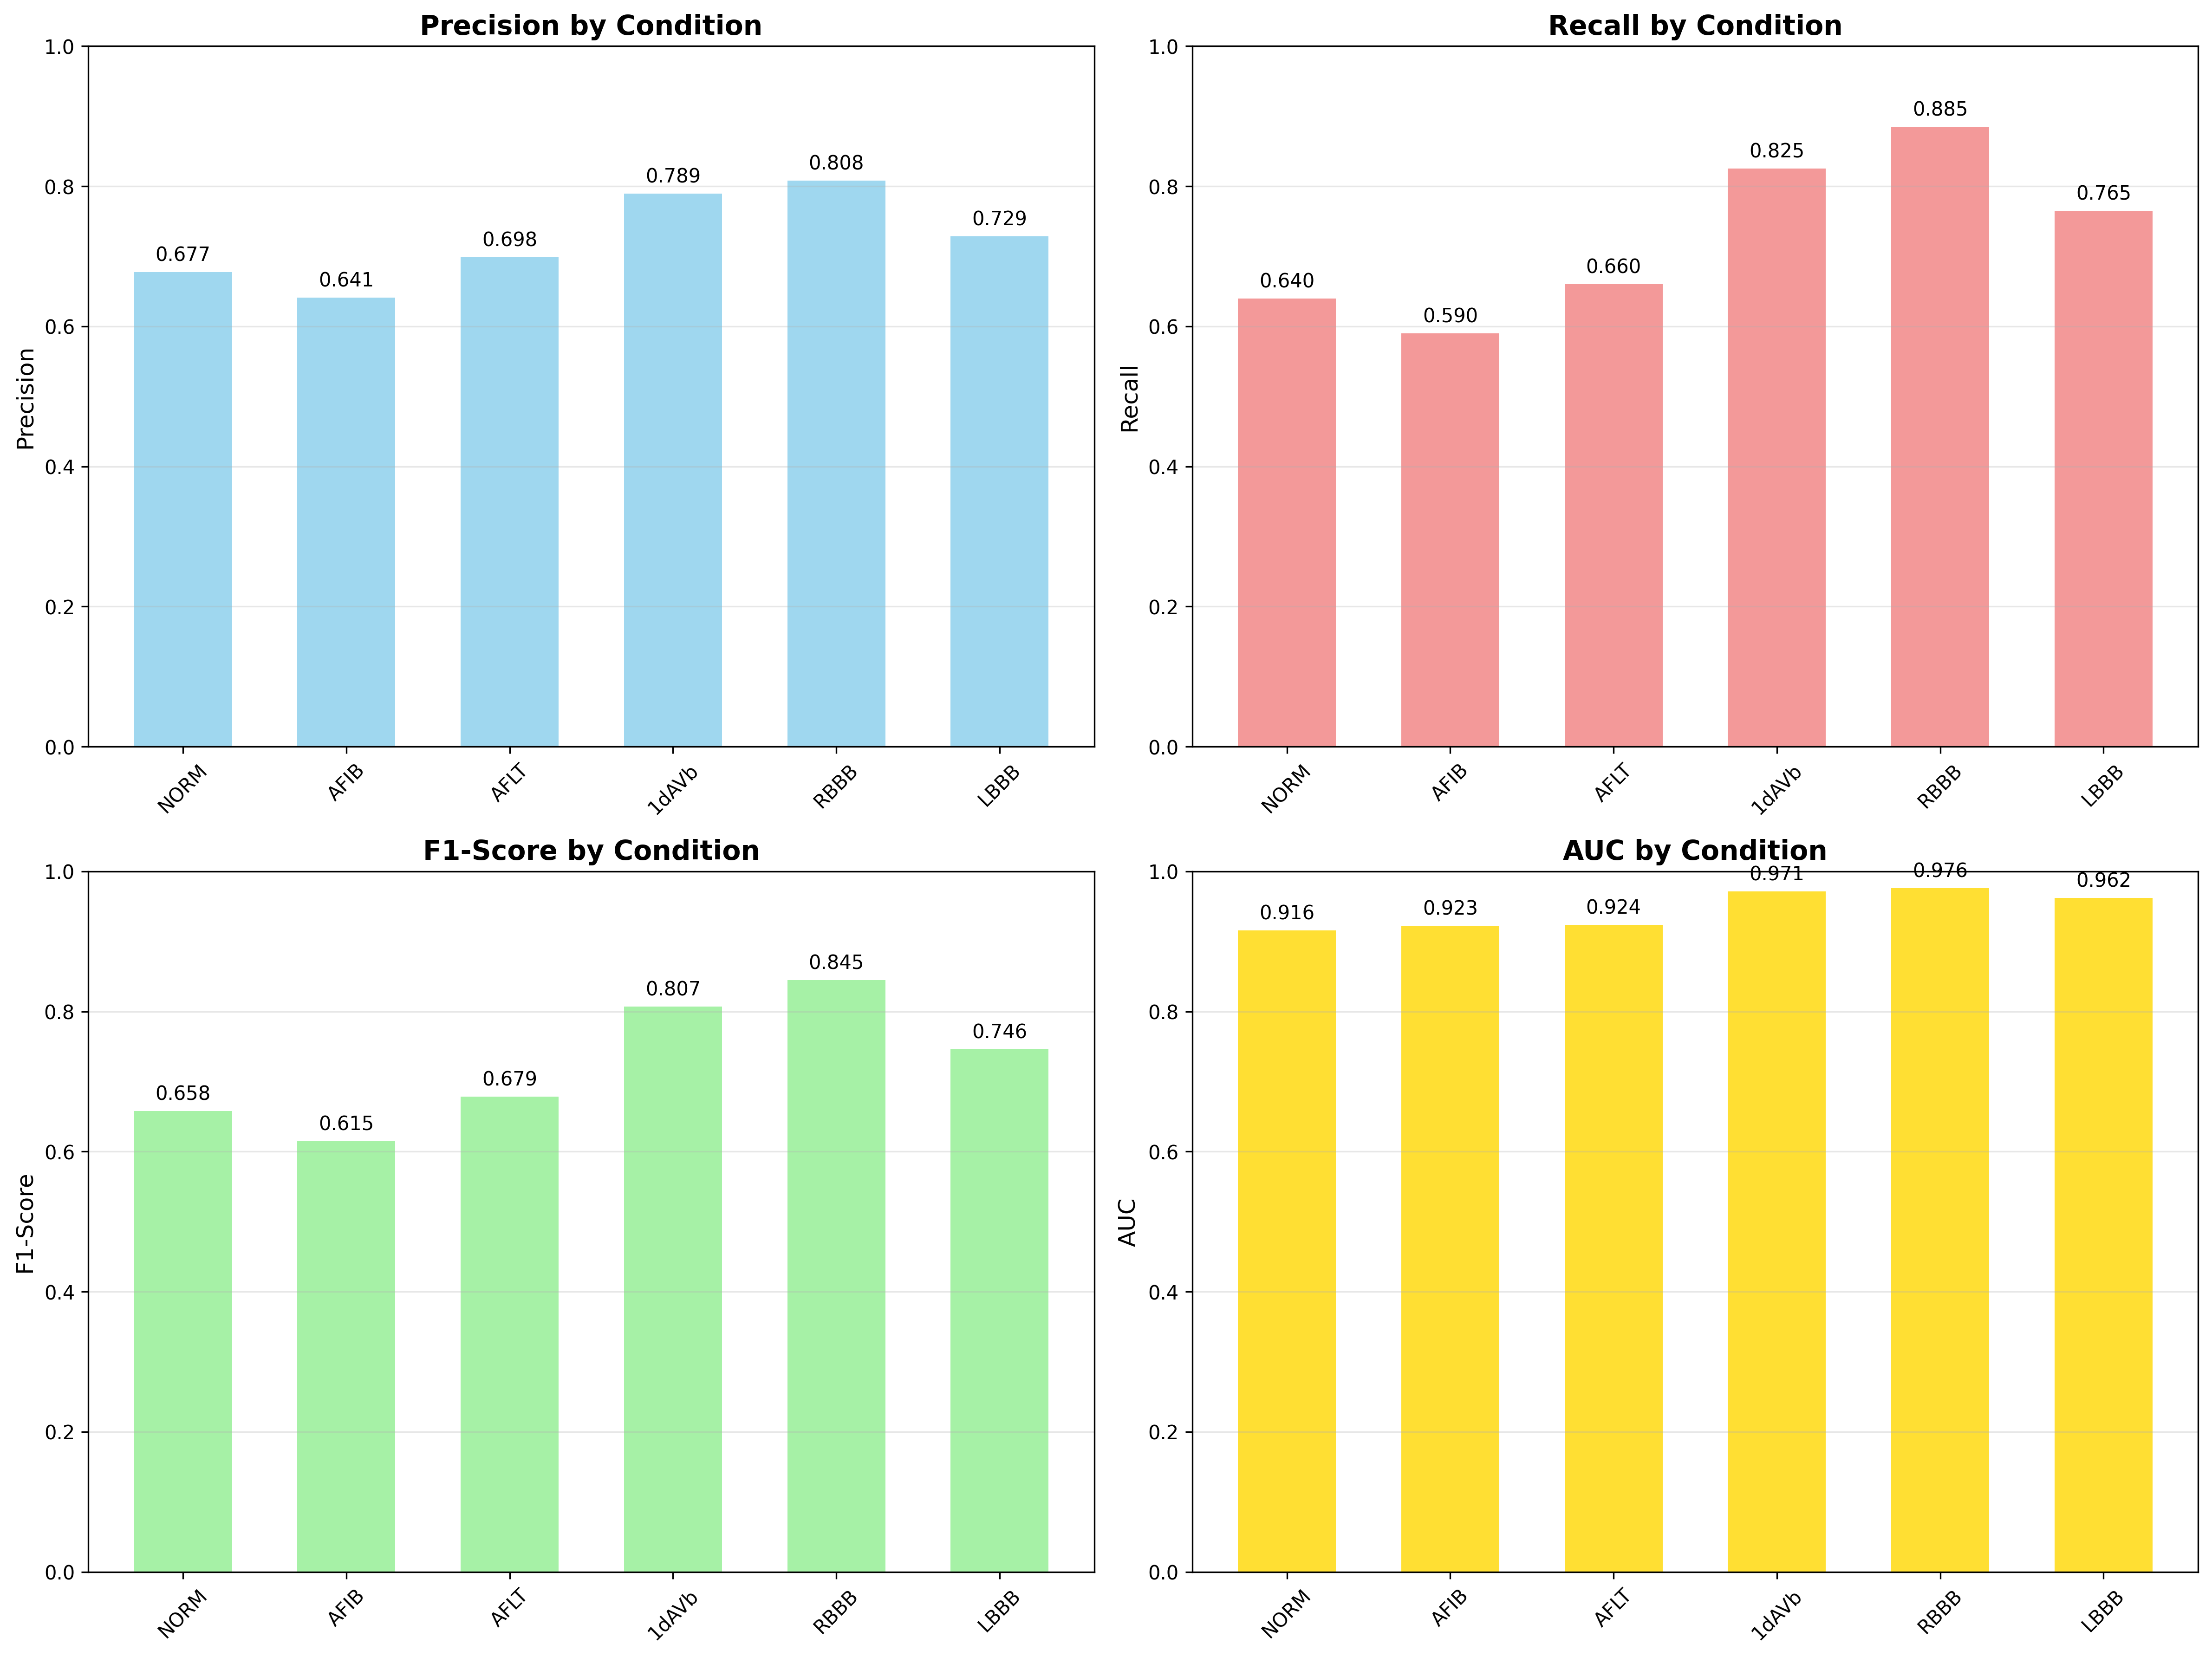 Precision by Condition
Precision
1.0
0.8
0.6
0.4
0.2
0.0
0.677
0.641
0.698
0.789
0.808
0.729
NORM
AFIB
AFLT
1dAVb
RBBB
LBBB
Recall by Condition
Recall
1.0
0.8
0.6
0.4
0.2
0.0
0.640
0.590
0.660
0.825
0.885
0.765
NORM
AFIB
AFLT
1dAVb
RBBB
LBBB
F1-Score by Condition
F1-Score
1.0
0.8
0.6
0.4
0.2
0.0
0.658
0.615
0.679
0.807
0.845
0.746
NORM
AFIB
AFLT
1dAVb
RBBB
LBBB
AUC by Condition
AUC
1.0
0.8
0.6
0.4
0.2
0.0
0.916
0.923
0.924
0.971
0.976
0.962
NORM
AFIB
AFLT
1dAVb
RBBB
LBBB